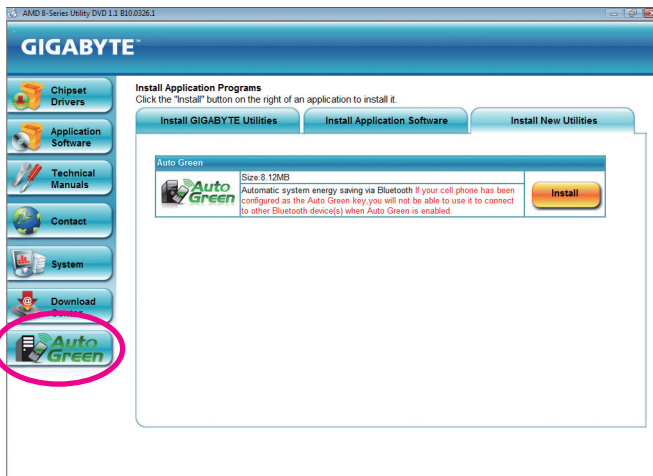 AMD 8-Series Utility DVD 1.1 B10.0326.1
GIGABYTE™
Chipset
Drivers
Application
Software
Technical
Manuals
Contact
System
Download
Center
Auto
Green
Install Application Programs
Click the "Install" button on the right of an application to install it.
Install GIGABYTE Utilities
Install Application Software
Install New Utilities
Auto Green
Auto
Green
Size:8.12MB
Automatic system energy saving via Bluetooth If your cell phone has been
configured as the Auto Green key,you will not be able to use it to connect
to other Bluetooth device(s) when Auto Green is enabled.
Install